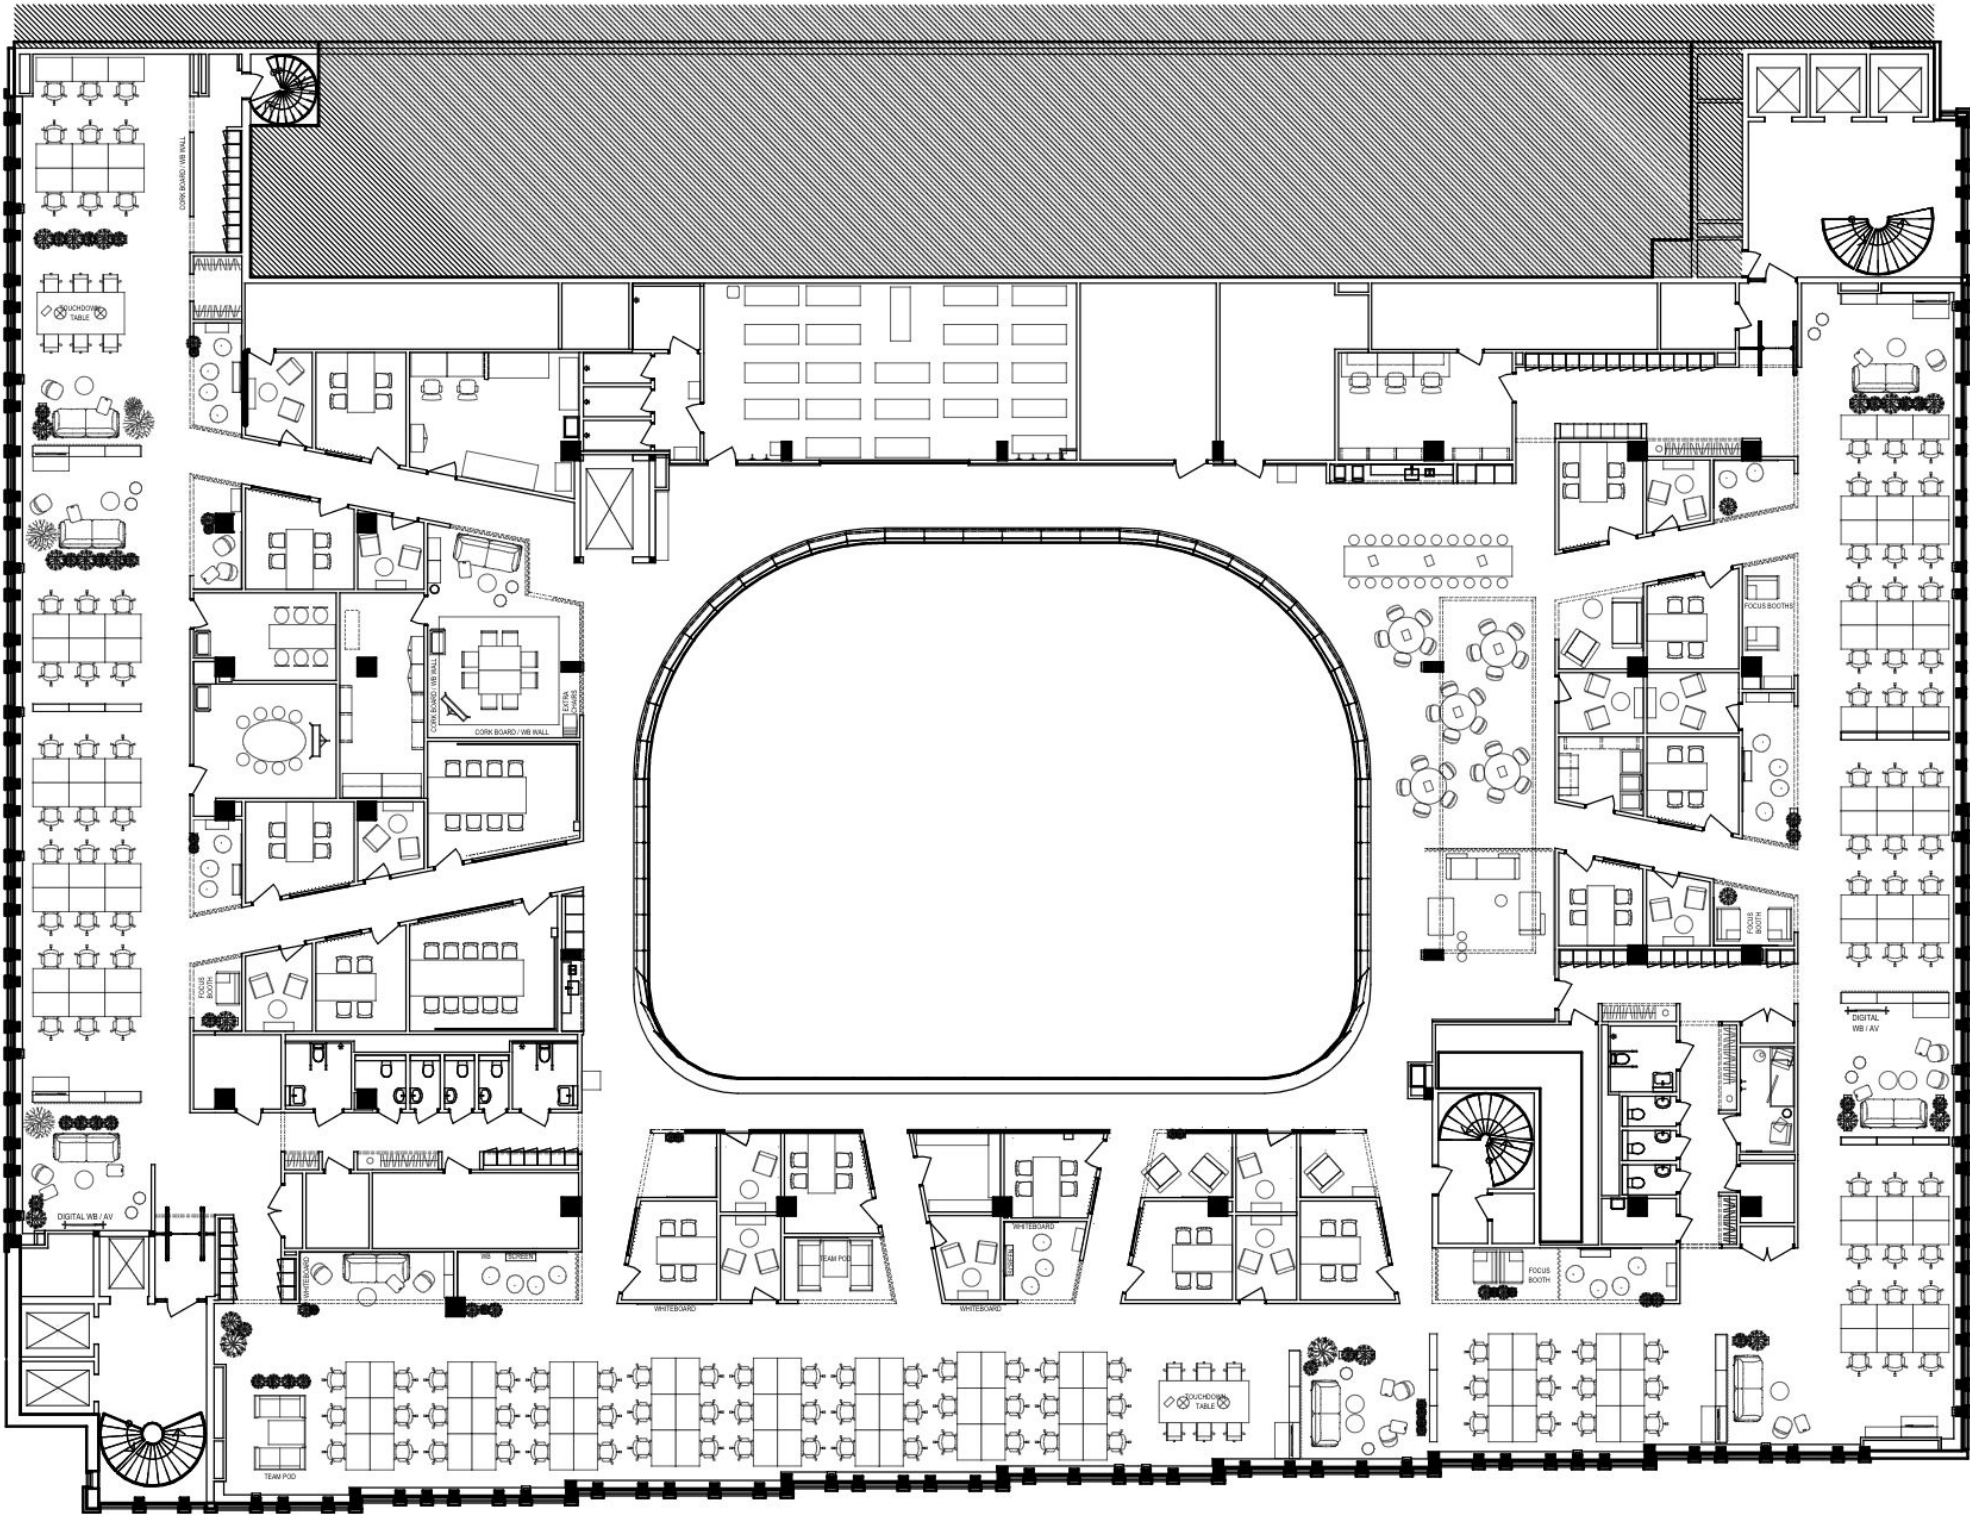 CORK BOARD / WB WALL
TOUCHDOWN
TABLE
FOCUS BOOTHS
CORK BOARD / WB WALL
EXTRA
CHAIRS
CORK BOARD / WB WALL
FOCUS
BOOTH
FOCUS
BOOTH
DIGITAL
WB / AV
DIGITAL WB / AV
WHITEBOARD
WB
SCREEN
WHITEBOARD
SCREEN
TEAM POD
FOCUS
BOOTH
WHITEBOARD
WHITEBOARD
TOUCHDOWN
TABLE
TEAM POD